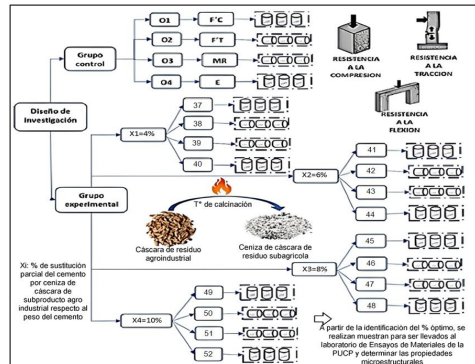 O1 F'C
O2 F'T
O3 MR
O4 E
Grupo
control
RESISTENCIA
A LA
COMPRESION
RESISTENCIA
A LA
TRACCION
RESISTENCIA
A LA
FLEXION
Diseño de
Investigación
X1=4%
37
38
39
40
X2=6%
41
42
43
44
Grupo
experimental
T° de calcinación
Cáscara de residuo
agroindustrial
Ceniza de cáscara de
residuo subagrícola
Xi: % de sustitución
parcial del cemento
por ceniza de
cáscara de
subproducto agro
industrial respecto al
peso del cemento
X3=8%
45
46
47
48
X4=10%
49
50
51
52
A partir de la identificación del % óptimo, se
realizan muestran para ser llevados al
laboratorio de Ensayos de Materiales de la
PUCP y determinar las propiedades
microestructurales